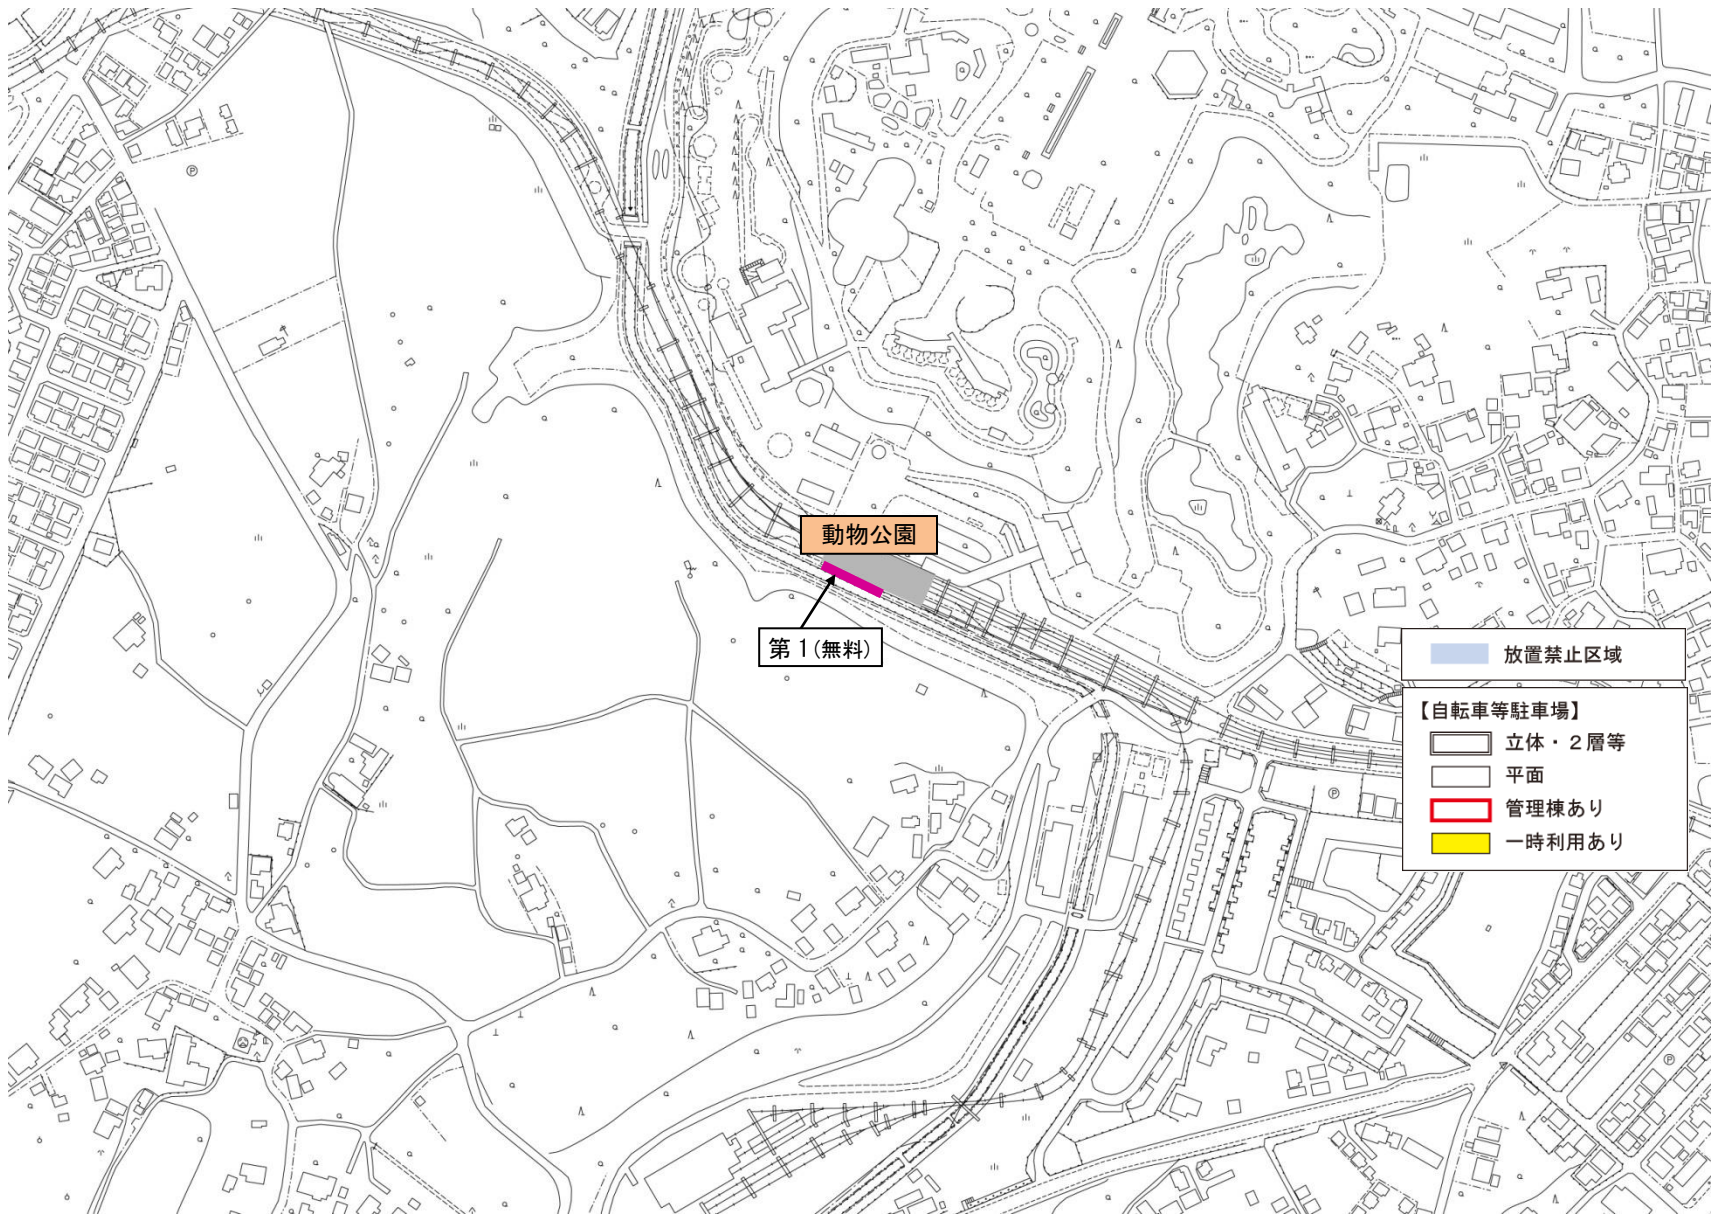 動物公園
第1(無料)
放置禁止区域
【自転車等駐車場】
立体・2層等
平面
管理棟あり
一時利用あり